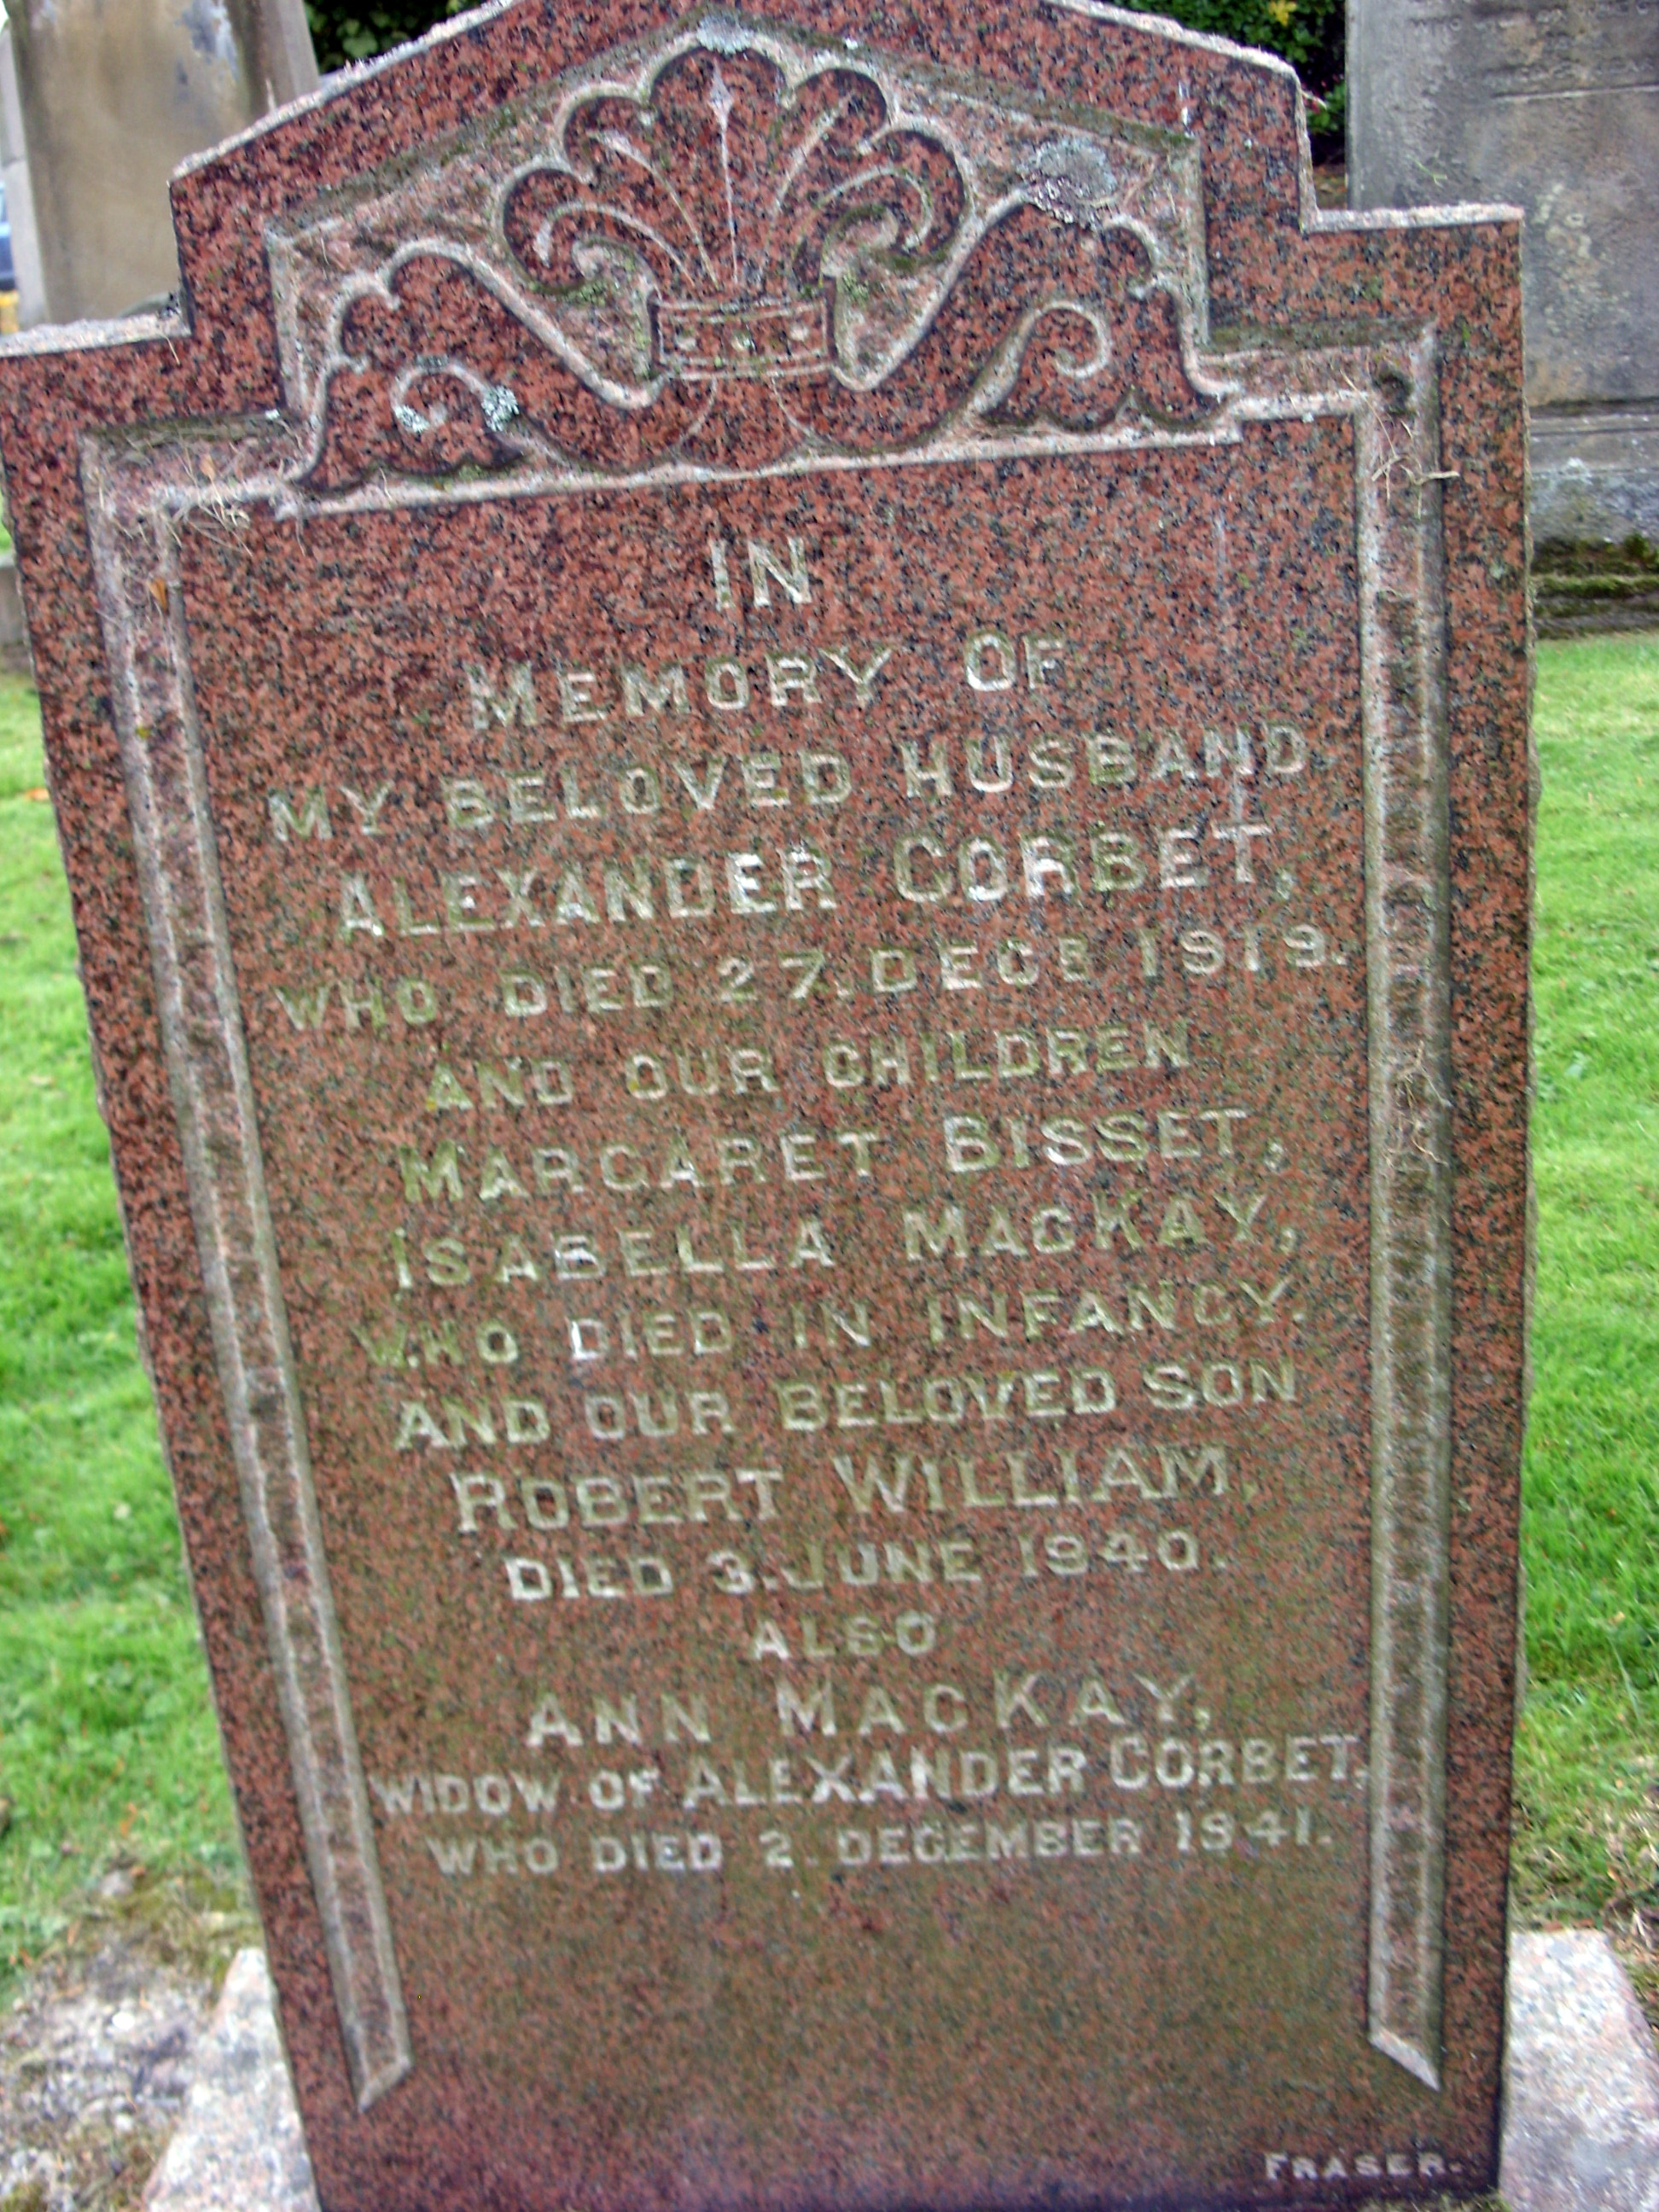 IN
MEMORY OF
MY BELOVED HUSBAND
ALEXANDER CORBET,
WHO DIED 27. DECR 1919.
AND OUR CHILDREN
MARGARET BISSET,
ISABELLA MACKAY,
WHO DIED IN INFANCY.
AND OUR BELOVED SON
ROBERT WILLIAM,
DIED 3. JUNE 1940.
ALSO
ANN MACKAY,
WIDOW OF ALEXANDER CORBET,
WHO DIED 2. DECEMBER 1941.
FRASER.